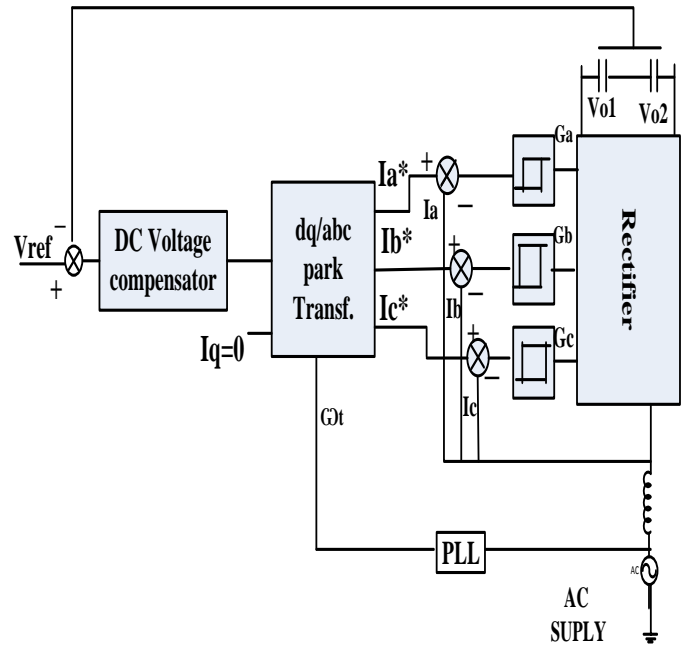 Vo1
Vo2
Ga
Ia*
+
−
Ia
Rectifier
−
Vref
+
DC Voltage
compensator
dq/abc
park
Transf.
Ib*
+
−
Ib
Gb
Ic*
+
−
Ic
Gc
Iq=0
ωt
PLL
AC
AC
SUPLY